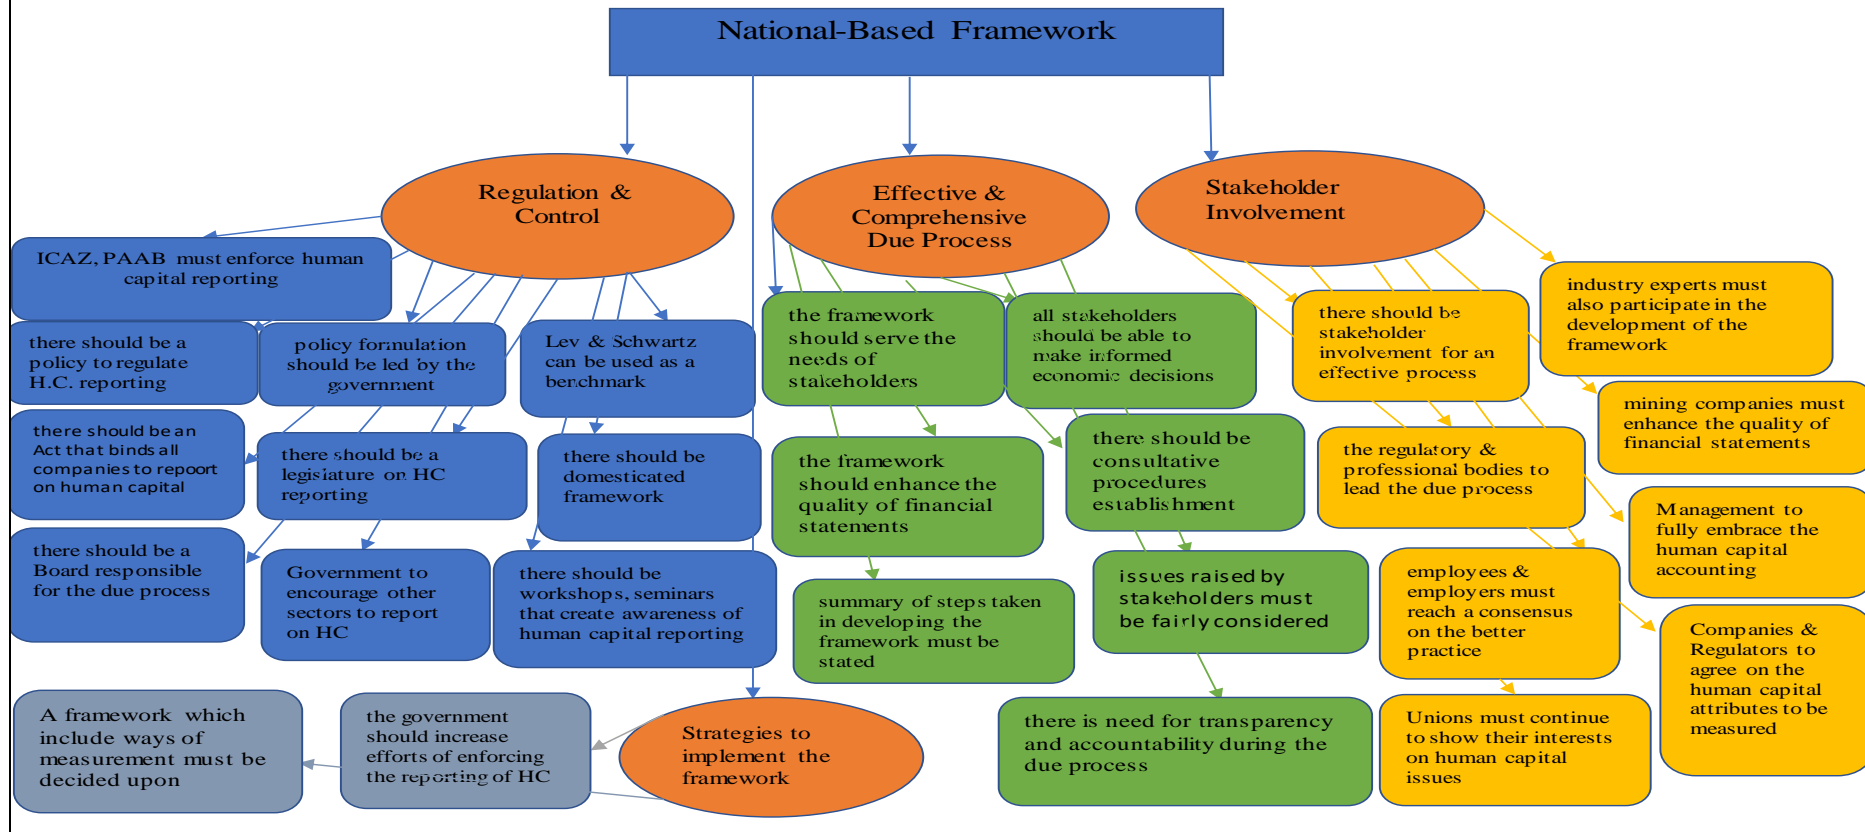 National-Based Framework
Regulation &
Control
Effective &
Comprehensive
Due Process
Stakeholder
Involvement
ICAZ, PAAB must enforce human
capital reporting
there should be a
policy to regulate
H.C. reporting
policy formulation
should be led by the
government
Lev & Schwartz
can be used as a
benchmark
there should be an
Act that binds all
companies to repoort
on human capital
there should be a
legislature on HC
reporting
there should be
domesticated
framework
there should be a
Board responsible
for the due process
Government to
encourage other
sectors to report
on HC
there should be
workshops, seminars
that create awareness of
human capital reporting
the framework
should serve the
needs of
stakeholders
all stakeholders
should be able to
make informed
economic decisions
the framework
should enhance the
quality of financial
statements
there should be
consultative
procedures
establishment
summary of steps taken
in developing the
framework must be
stated
issues raised by
stakeholders must
be fairly considered
there is need for transparency
and accountability during the
due process
there should be
stakeholder
involvement for an
effective process
industry experts must
also participate in the
development of the
framework
mining companies must
enhance the quality of
financial statements
the regulatory &
professional bodies to
lead the due process
Management to
fully embrace the
human capital
accounting
employees &
employers must
reach a consensus
on the better
practice
Companies &
Regulators to
agree on the
human capital
attributes to be
measured
Unions must continue
to show their interests
on human capital
issues
Strategies to
implement the
framework
the government
should increase
efforts of enforcing
the reporting of HC
A framework which
include ways of
measurement must be
decided upon